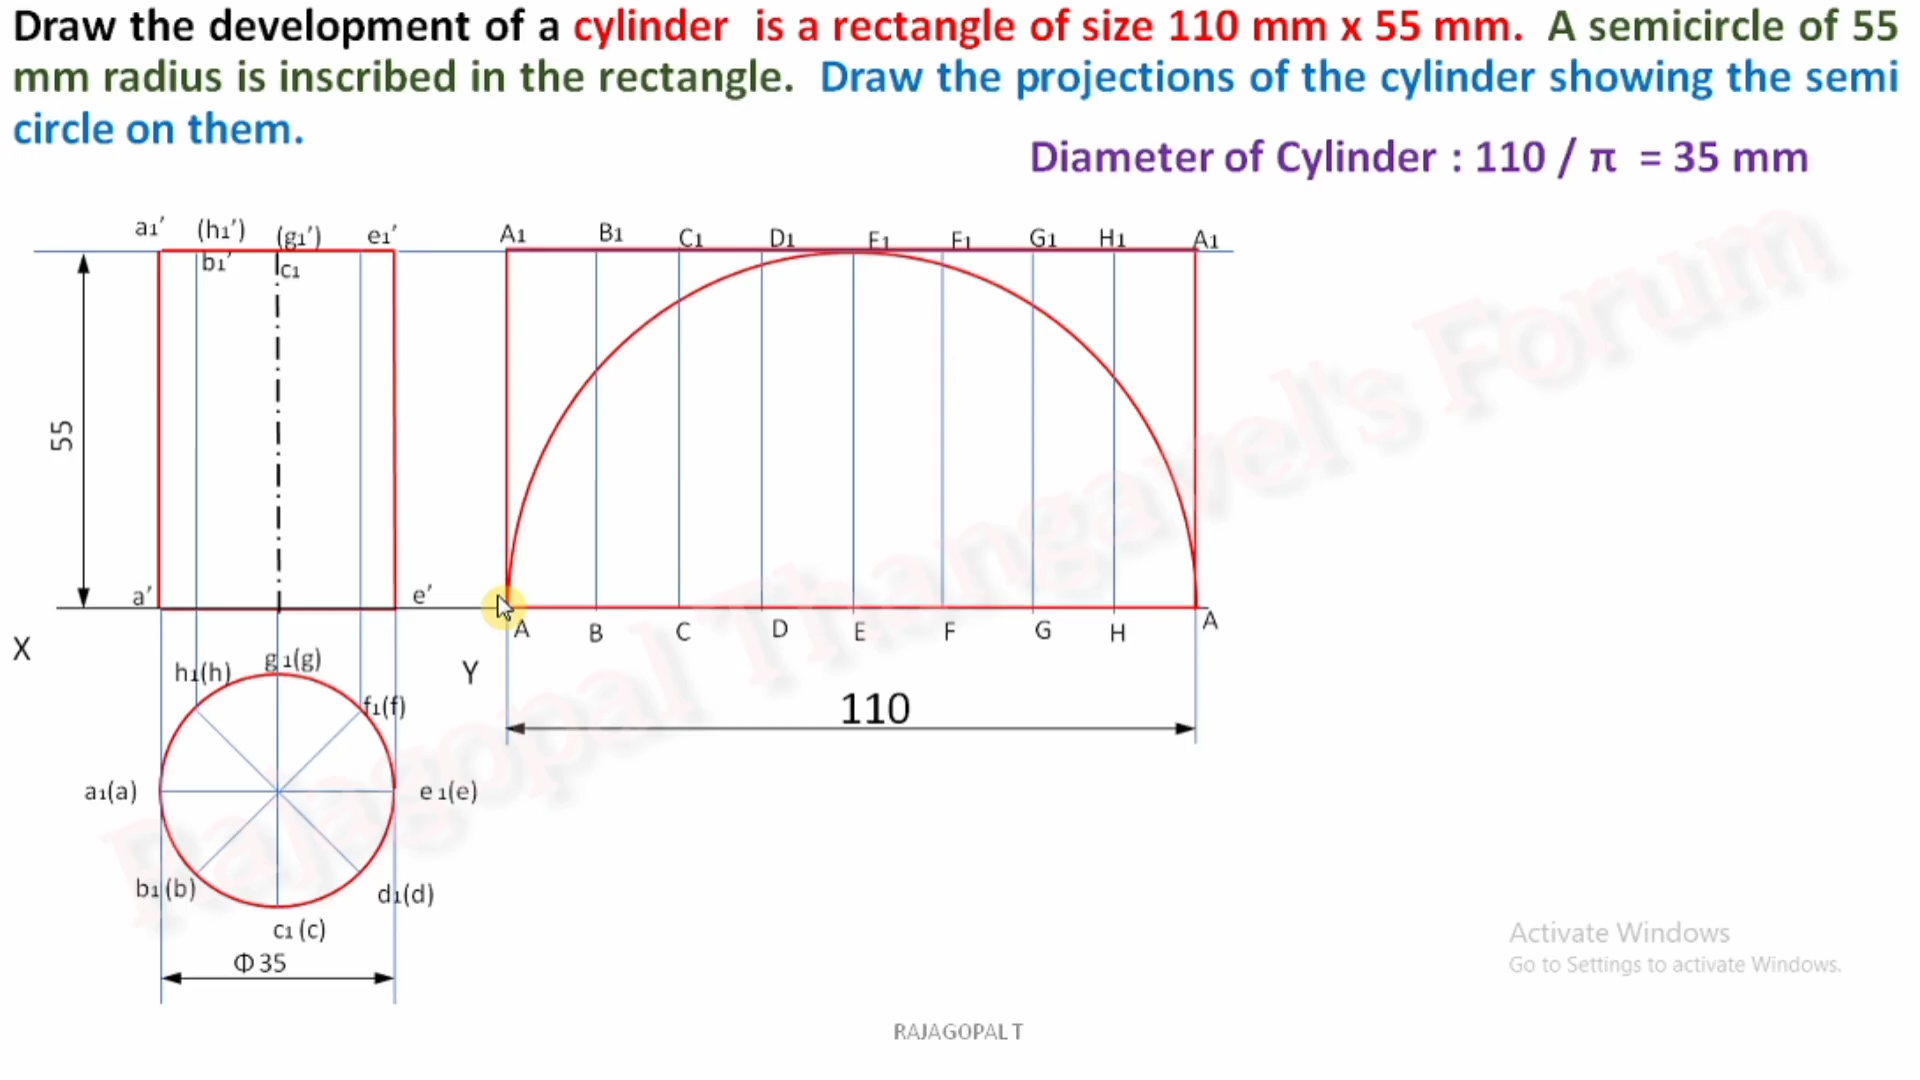 Draw the development of a cylinder is a rectangle of size 110 mm x 55 mm. A semicircle of 55
mm radius is inscribed in the rectangle. Draw the projections of the cylinder showing the semi
circle on them.
Diameter of Cylinder : 110 / π = 35 mm
a₁’ (h₁’) (g₁’) e₁’ A₁ B₁ C₁ D₁ E₁ F₁ G₁ H₁ A₁
b₁’ c₁
55
a’ e’
A B C D E F G H A
X Y
110
h₁(h) g₁(g)
f₁(f)
a₁(a) e₁(e)
b₁(b) d₁(d)
c₁(c)
Φ35
Rajagopal Thangavel's Forum
Activate Windows
Go to Settings to activate Windows.
RAJAGOPAL T